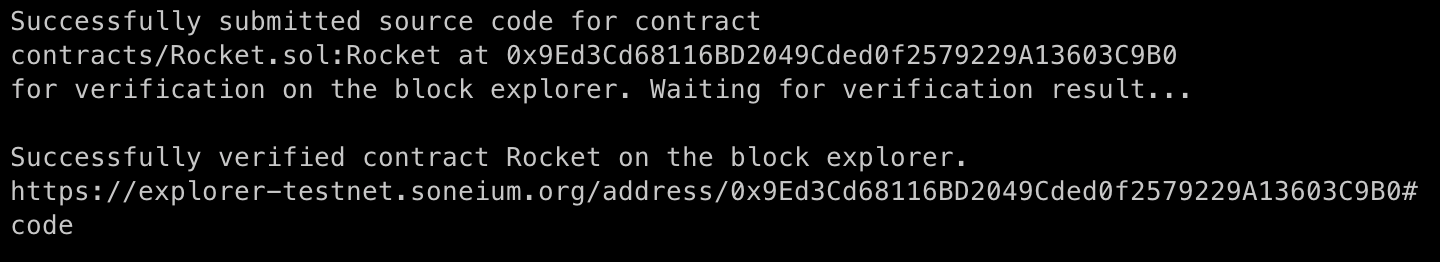 Successfully submitted source code for contract
contracts/Rocket.sol:Rocket at 0x9Ed3Cd68116BD2049Cded0f2579229A13603C9B0
for verification on the block explorer. Waiting for verification result...
Successfully verified contract Rocket on the block explorer.
https://explorer-testnet.soneium.org/address/0x9Ed3Cd68116BD2049Cded0f2579229A13603C9B0#
code